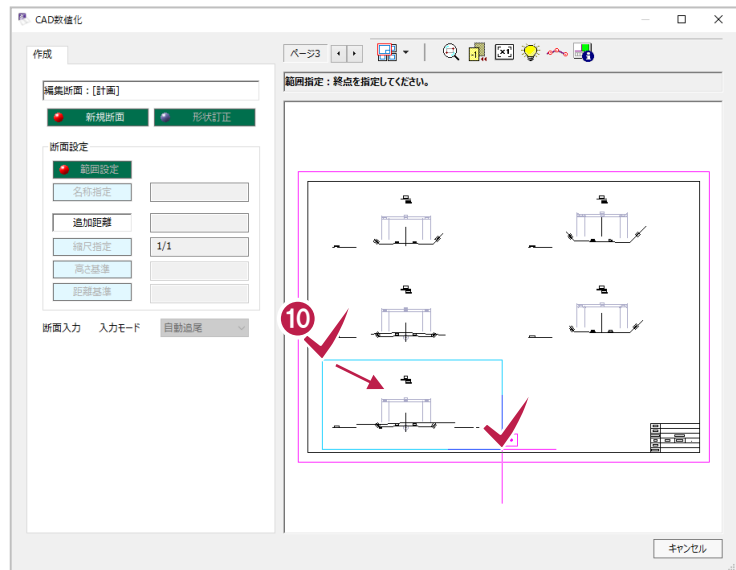 CAD数値化
作成
ページ3
範囲指定：終点を指定してください。
編集断面：[計画]
新規断面
形状訂正
断面設定
範囲設定
名称指定
追加距離
縮尺指定
1/1
高さ基準
距離基準
断面入力
入力モード
自動追尾
10
キャンセル